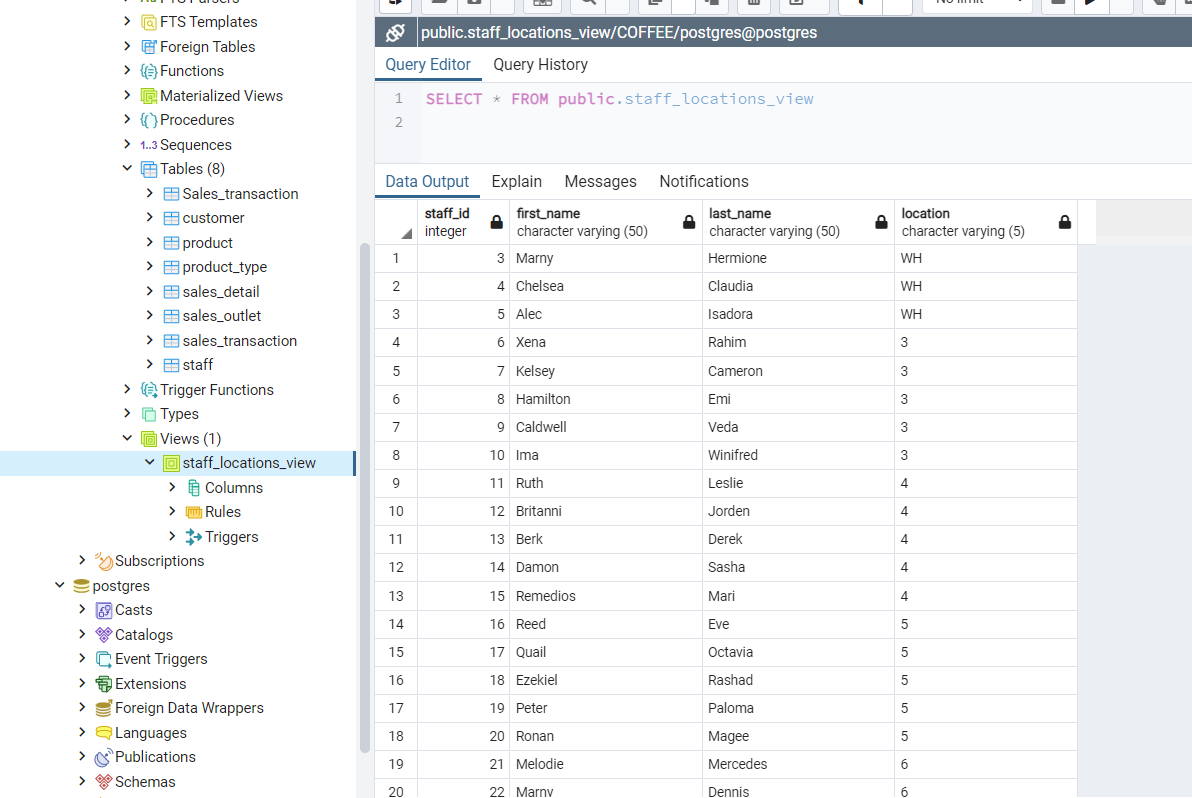 FTS Parsers
FTS Templates
Foreign Tables
Functions
Materialized Views
Procedures
1..3 Sequences
Tables (8)
Sales_transaction
customer
product
product_type
sales_detail
sales_outlet
sales_transaction
staff
Trigger Functions
Types
Views (1)
staff_locations_view
Columns
Rules
Triggers
Subscriptions
postgres
Casts
Catalogs
Event Triggers
Extensions
Foreign Data Wrappers
Languages
Publications
Schemas
No limit
public.staff_locations_view/COFFEE/postgres@postgres
Query Editor Query History
1 SELECT * FROM public.staff_locations_view
2
Data Output Explain Messages Notifications
staff_id first_name last_name location
integer character varying (50) character varying (50) character varying (5)
1 3 Marny Hermione WH
2 4 Chelsea Claudia WH
3 5 Alec Isadora WH
4 6 Xena Rahim 3
5 7 Kelsey Cameron 3
6 8 Hamilton Emi 3
7 9 Caldwell Veda 3
8 10 Ima Winifred 3
9 11 Ruth Leslie 4
10 12 Britanni Jorden 4
11 13 Berk Derek 4
12 14 Damon Sasha 4
13 15 Remedios Mari 4
14 16 Reed Eve 5
15 17 Quail Octavia 5
16 18 Ezekiel Rashad 5
17 19 Peter Paloma 5
18 20 Ronan Magee 5
19 21 Melodie Mercedes 6
20 22 Marny Dennis 6